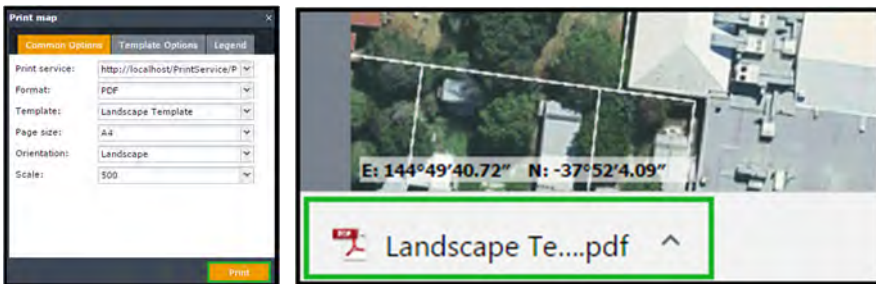 Print map
Common Options Template Options Legend
Print service: http://localhost/PrintService/P
Format: PDF
Template: Landscape Template
Page size: A4
Orientation: Landscape
Scale: 500
Print
E: 144°49'40.72" N: -37°52'4.09"
Landscape Te....pdf